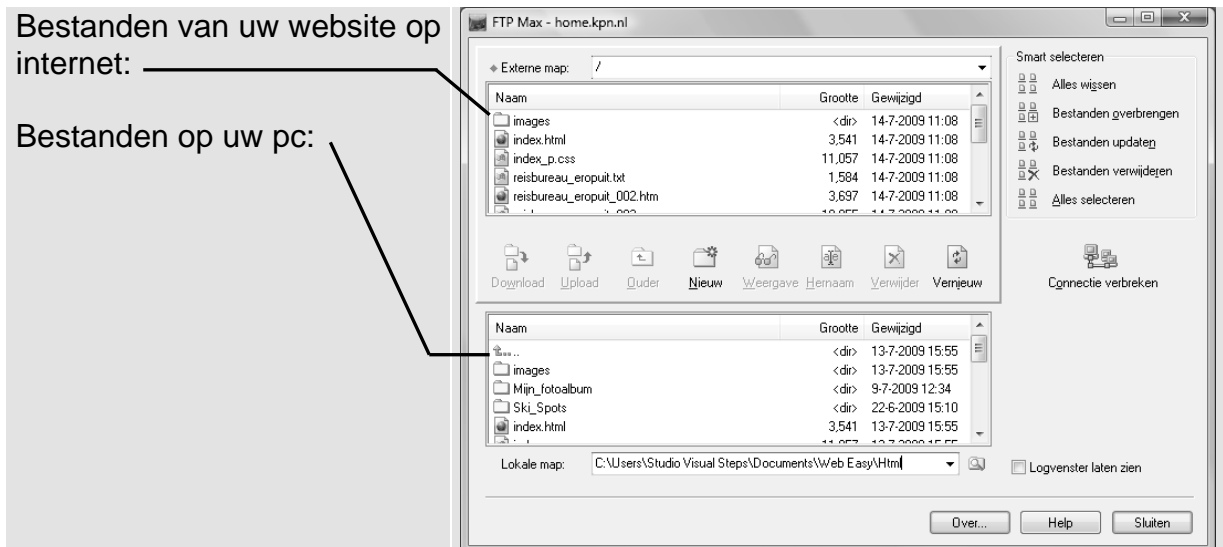 Bestanden van uw website op
internet:
Bestanden op uw pc:
FTP Max - home.kpn.nl
Externe map: /
Naam Grootte Gewijzigd
images <dir> 14-7-2009 11:08
index.html 3,541 14-7-2009 11:08
index_p.css 11,057 14-7-2009 11:08
reisbureau_eropuit.txt 1,584 14-7-2009 11:08
reisbureau_eropuit_002.htm 3,697 14-7-2009 11:08
Smart selecteren
Alles wissen
Bestanden overbrengen
Bestanden updaten
Bestanden verwijderen
Alles selecteren
Download Upload Ouder Nieuw Weergave Hernaam Verwijder Vernieuw
Connectie verbreken
Naam Grootte Gewijzigd
.. <dir> 13-7-2009 15:55
images <dir> 13-7-2009 15:55
Mijn_fotoalbum <dir> 9-7-2009 12:34
Ski_Spots <dir> 22-6-2009 15:10
index.html 3,541 13-7-2009 15:55
Lokale map: C:\Users\Studio Visual Steps\Documents\Web Easy\Html
Logvenster laten zien
Over... Help Sluiten